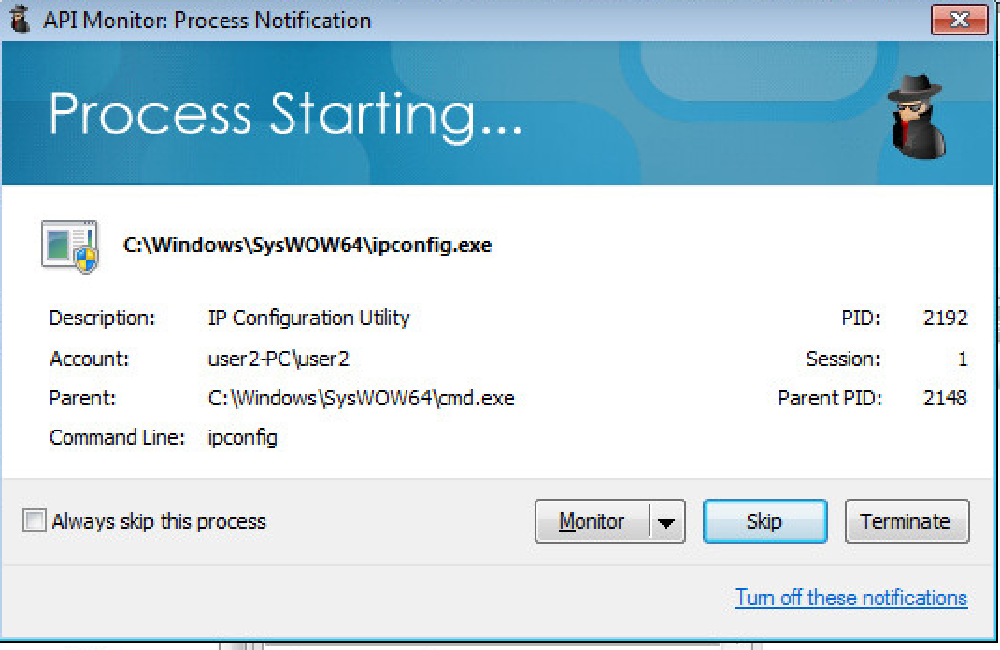 API Monitor: Process Notification
Process Starting...
C:\Windows\SysWOW64\ipconfig.exe
Description: IP Configuration Utility PID: 2192
Account: user2-PC\user2 Session: 1
Parent: C:\Windows\SysWOW64\cmd.exe Parent PID: 2148
Command Line: ipconfig
Always skip this process Monitor Skip Terminate
Turn off these notifications